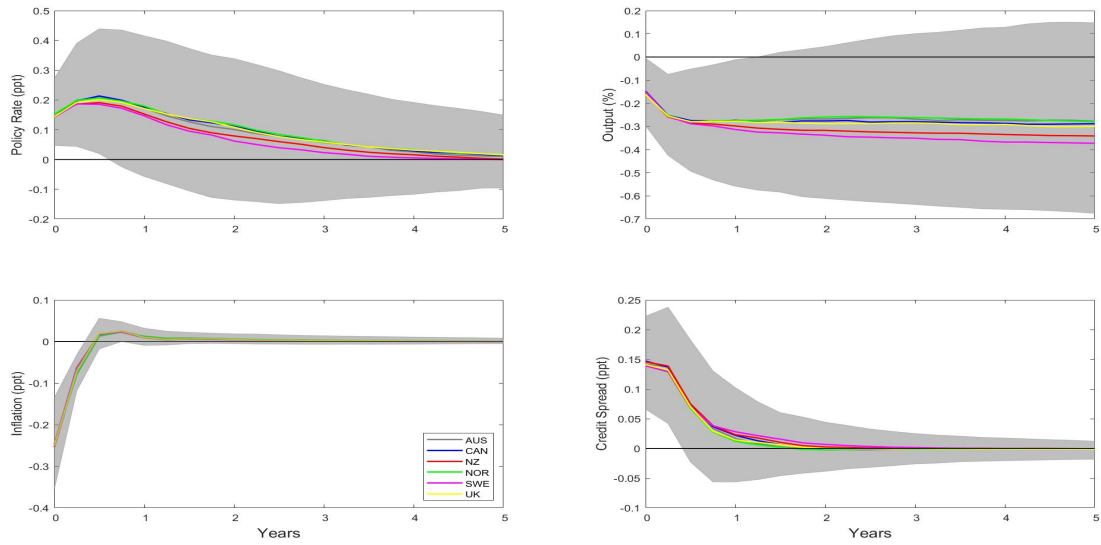 Policy Rate (ppt)
0.5
0.4
0.3
0.2
0.1
0
-0.1
-0.2
0 1 2 3 4 5
Output (%)
0.2
0.1
0
-0.1
-0.2
-0.3
-0.4
-0.5
-0.6
-0.7
0 1 2 3 4 5
Inflation (ppt)
0.1
0
-0.1
-0.2
-0.3
-0.4
0 1 2 3 4 5
Years
AUS
CAN
NZ
NOR
SWE
UK
Credit Spread (ppt)
0.25
0.2
0.15
0.1
0.05
0
-0.05
-0.1
0 1 2 3 4 5
Years